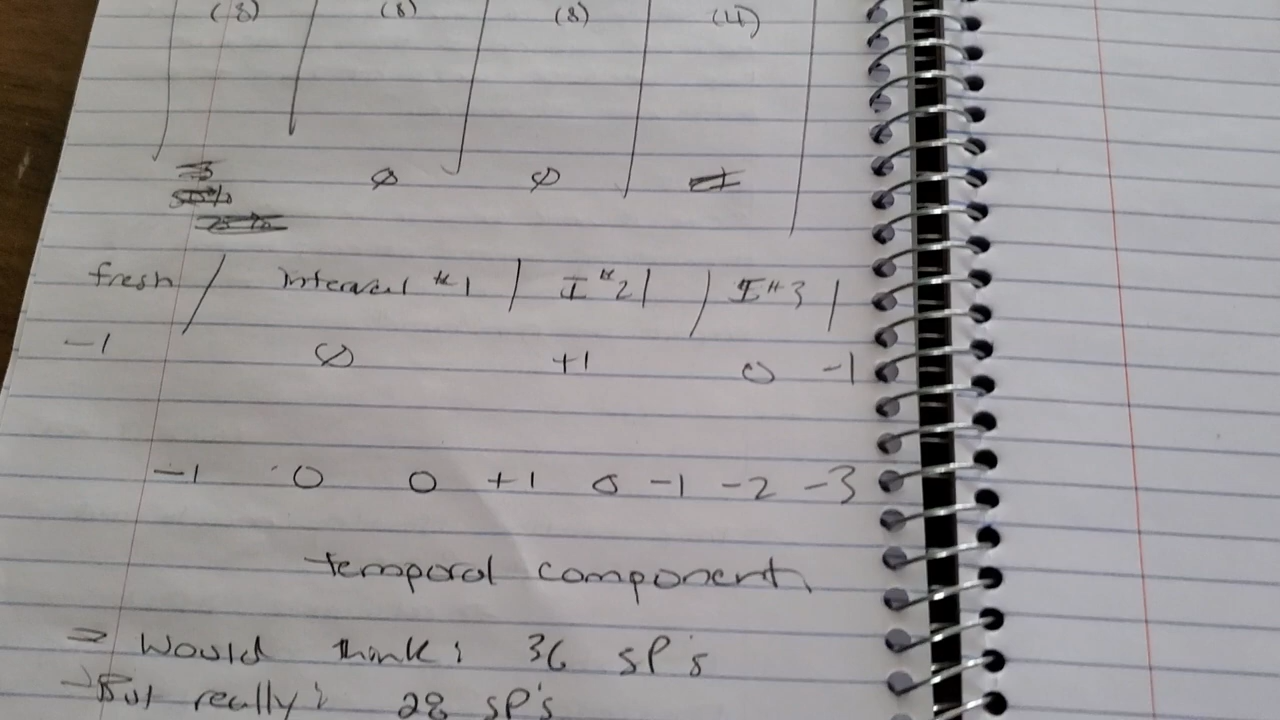 (8) (8) (8) (4)
Ø Ø
fresh / Interval #1 | I #2 | / I #3 |
-1 Ø +1 0 -1
-1 0 0 +1 0 -1 -2 -3
temporal component
⇒ Would think: 36 SP's
→ But really: 28 SP's